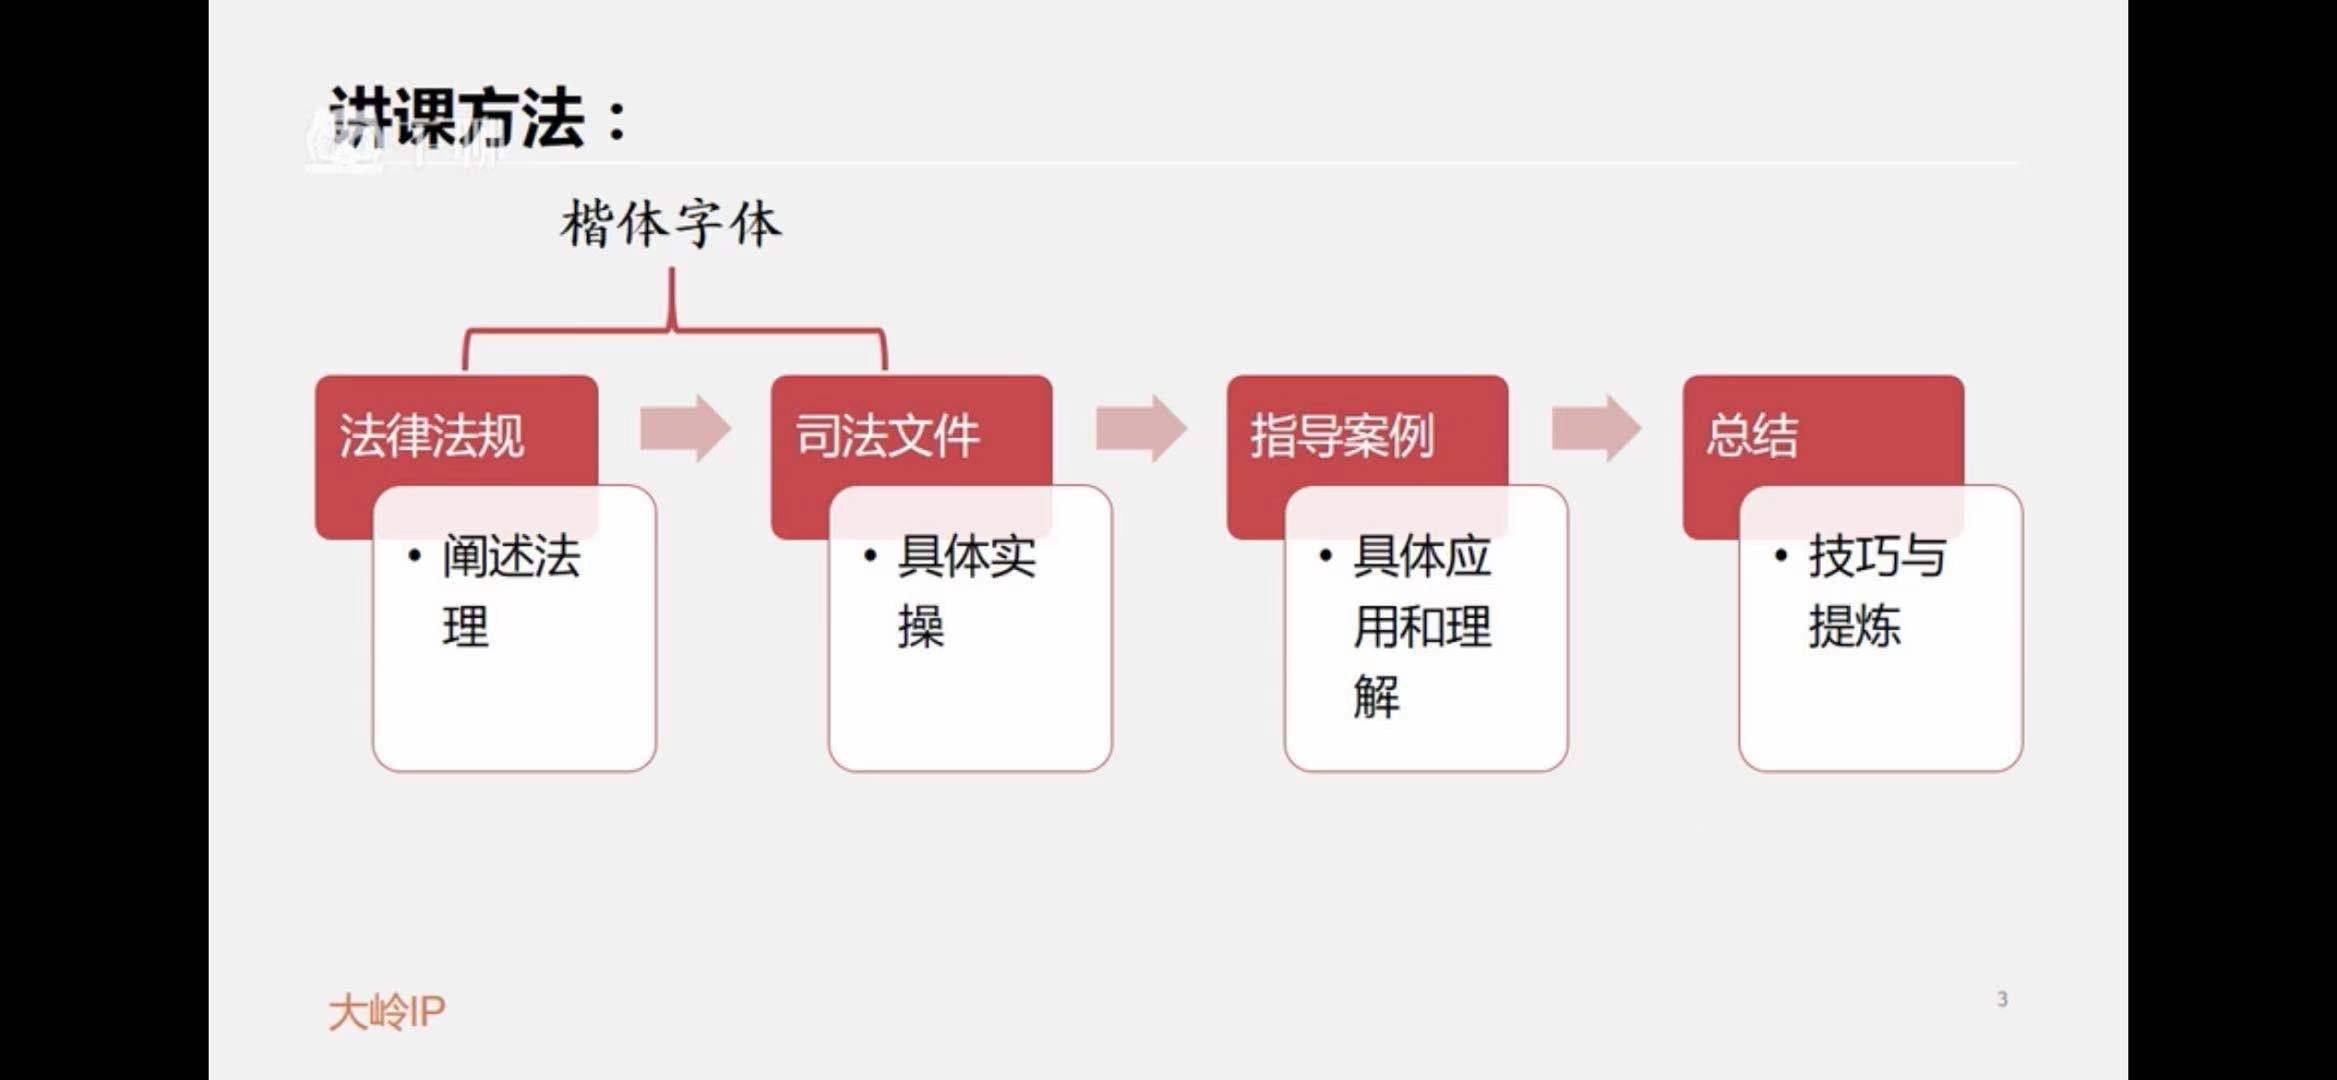 讲课方法：
楷体字体
法律法规
• 阐述法
理
司法文件
• 具体实
操
指导案例
• 具体应
用和理
解
总结
• 技巧与
提炼
大岭IP
3